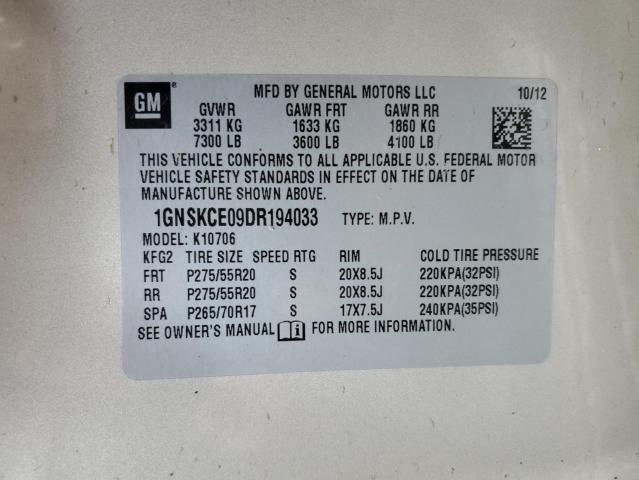 GM ® MFD BY GENERAL MOTORS LLC 10/12
GVWR GAWR FRT GAWR RR
3311 KG 1633 KG 1860 KG
7300 LB 3600 LB 4100 LB
THIS VEHICLE CONFORMS TO ALL APPLICABLE U.S. FEDERAL MOTOR
VEHICLE SAFETY STANDARDS IN EFFECT ON THE DATE OF
MANUFACTURE SHOWN ABOVE.
1GNSKCE09DR194033 TYPE: M.P.V.
MODEL: K10706
KFG2 TIRE SIZE SPEED RTG RIM COLD TIRE PRESSURE
FRT P275/55R20 S 20X8.5J 220KPA(32PSI)
RR P275/55R20 S 20X8.5J 220KPA(32PSI)
SPA P265/70R17 S 17X7.5J 240KPA(35PSI)
SEE OWNER'S MANUAL FOR MORE INFORMATION.